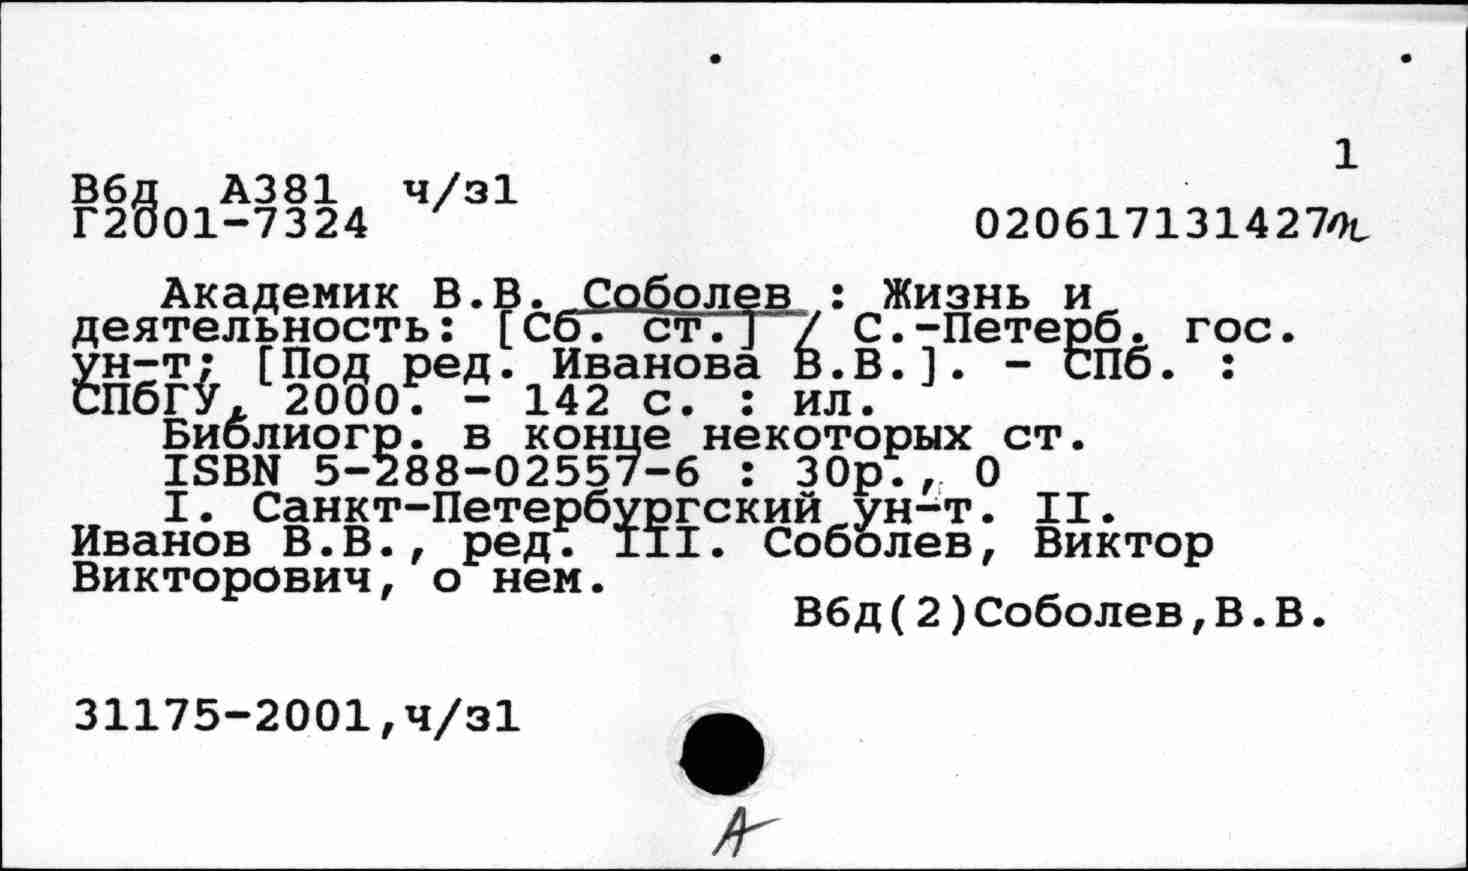 1
В6д А381 ч/з1
Г2001-7324 020617131427
Академик В.В. Соболев : Жизнь и
деятельность: [Сб. ст.] / С.-Петерб. гос.
ун-т; [Под ред. Иванова В.В.]. - СПб. :
СПбГУ, 2000. - 142 с. : ил.
Библиогр. в конце некоторых ст.
ISBN 5-288-02557-6 : 30р., 0
I. Санкт-Петербургский ун-т. II.
Иванов В.В., ред. III. Соболев, Виктор
Викторович, о нем.
В6д(2)Соболев,В.В.
31175-2001,ч/з1
А